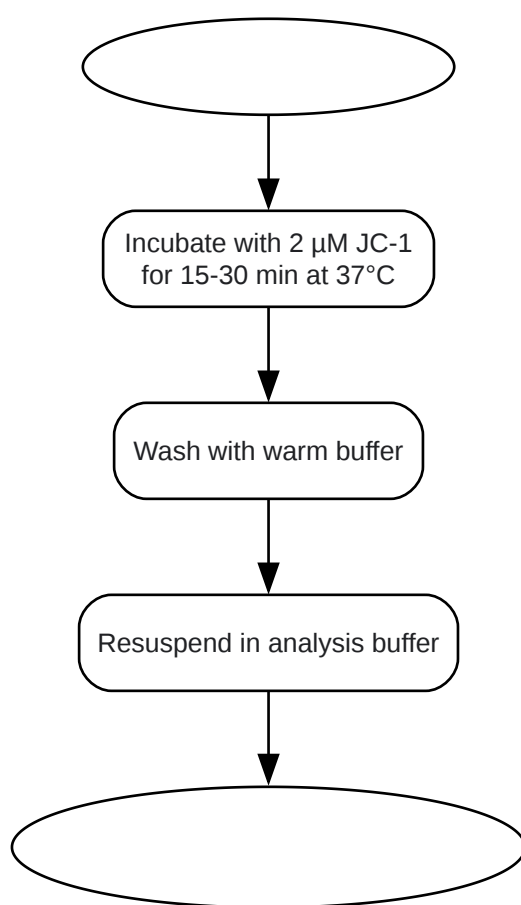 Incubate with 2 µM JC-1
for 15-30 min at 37°C
Wash with warm buffer
Resuspend in analysis buffer